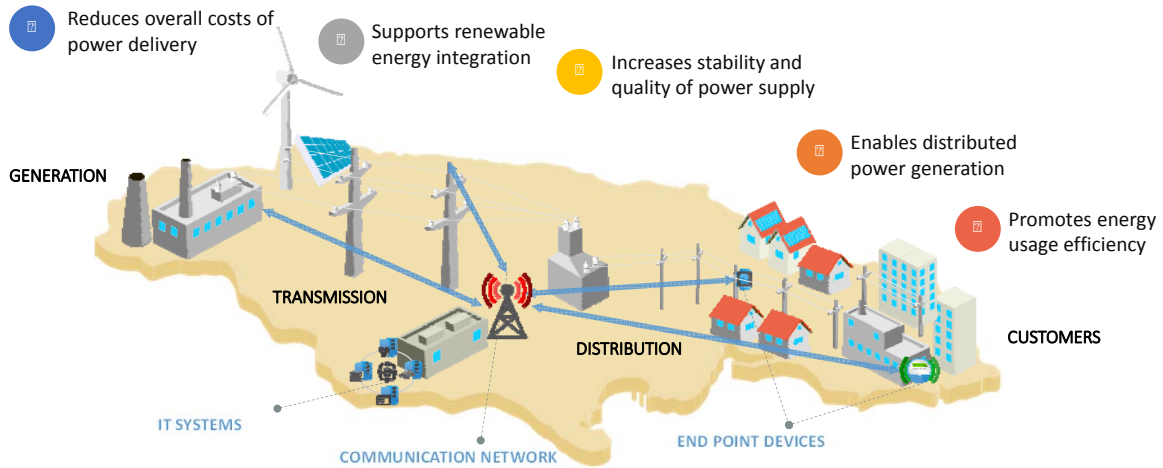 Reduces overall costs of
power delivery
Supports renewable
energy integration
Increases stability and
quality of power supply
Enables distributed
power generation
Promotes energy
usage efficiency
GENERATION
TRANSMISSION
DISTRIBUTION
CUSTOMERS
IT SYSTEMS
COMMUNICATION NETWORK
END POINT DEVICES